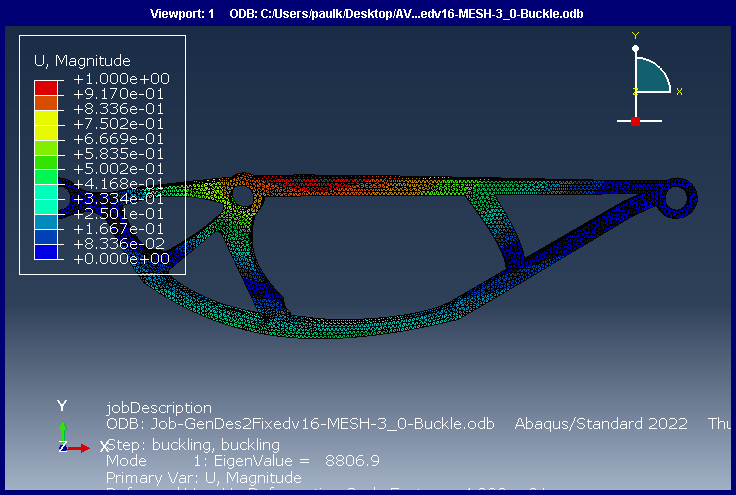 Viewport: 1 ODB: C:/Users/paulk/Desktop/AV...edv16-MESH-3_0-Buckle.odb
U, Magnitude
+1.000e+00
+9.170e-01
+8.336e-01
+7.502e-01
+6.669e-01
+5.835e-01
+5.002e-01
+4.168e-01
+3.334e-01
+2.501e-01
+1.667e-01
+8.336e-02
+0.000e+00
Y
X
Z
Y
X
Z
jobDescription
ODB: Job-GenDes2Fixedv16-MESH-3_0-Buckle.odb Abaqus/Standard 2022 Thu
Step: buckling, buckling
Mode 1: EigenValue = 8806.9
Primary Var: U, Magnitude